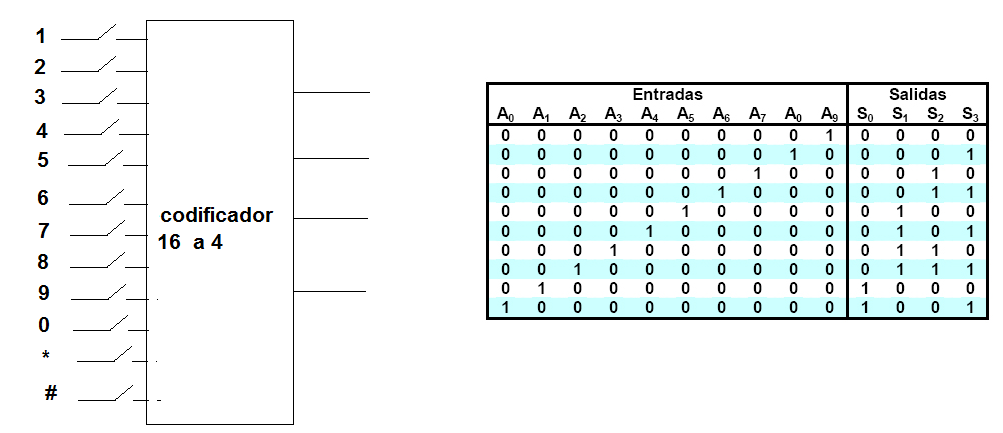 1
2
3
4
5
6
7
8
9
0
*
#
codificador
16 a 4
Entradas Salidas
A0 A1 A2 A3 A4 A5 A6 A7 A0 A9 S0 S1 S2 S3
0 0 0 0 0 0 0 0 0 1 0 0 0 0
0 0 0 0 0 0 0 0 1 0 0 0 0 1
0 0 0 0 0 0 0 1 0 0 0 0 1 0
0 0 0 0 0 0 1 0 0 0 0 0 1 1
0 0 0 0 0 1 0 0 0 0 0 1 0 0
0 0 0 0 1 0 0 0 0 0 0 1 0 1
0 0 0 1 0 0 0 0 0 0 0 1 1 0
0 0 1 0 0 0 0 0 0 0 0 1 1 1
0 1 0 0 0 0 0 0 0 0 1 0 0 0
1 0 0 0 0 0 0 0 0 0 1 0 0 1